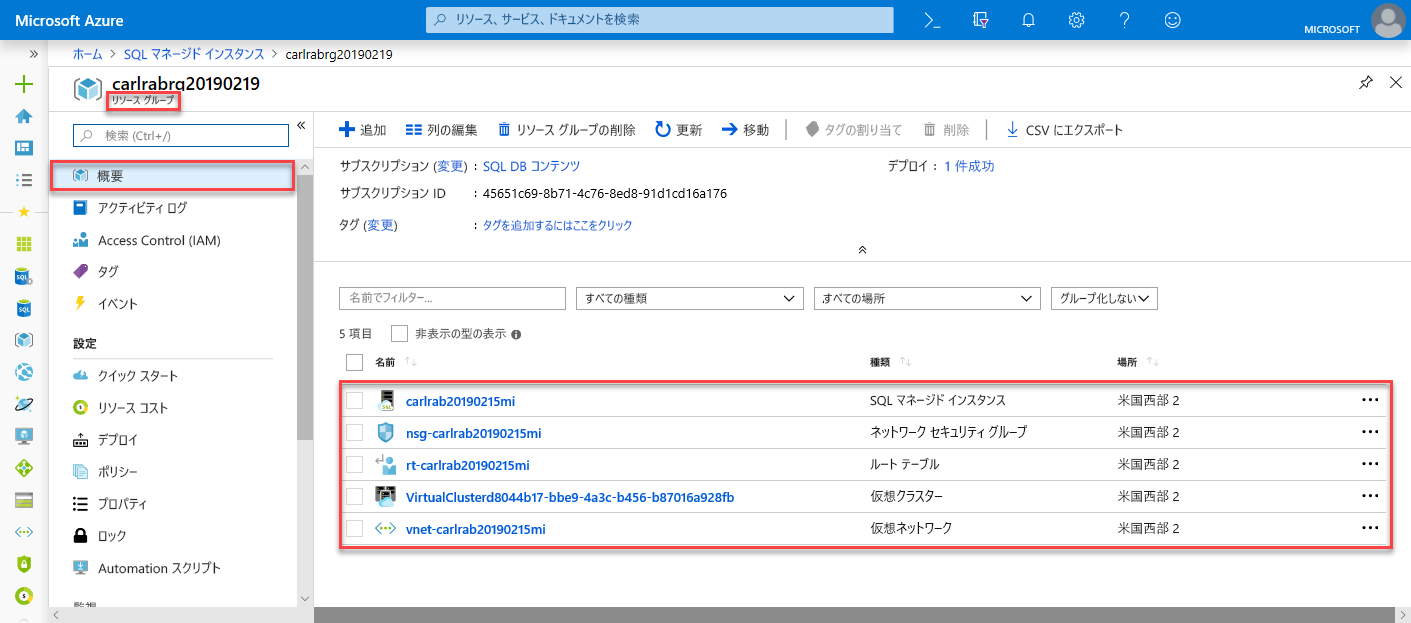 Microsoft Azure
リソース、サービス、ドキュメントを検索
MICROSOFT
ホーム > SQL マネージド インスタンス > carlrabrg20190219
carlrabrg20190219
リソース グループ
検索 (Ctrl+/)
概要
アクティビティ ログ
Access Control (IAM)
タグ
イベント
設定
クイック スタート
リソース コスト
デプロイ
ポリシー
プロパティ
ロック
Automation スクリプト
監視
追加 列の編集 リソース グループの削除 更新 移動 タグの割り当て 削除 CSV にエクスポート
サブスクリプション (変更) : SQL DB コンテンツ デプロイ : 1 件成功
サブスクリプション ID : 45651c69-8b71-4c76-8ed8-91d1cd16a176
タグ (変更) : タグを追加するにはここをクリック
名前でフィルター... すべての種類 すべての場所 グループ化しない
5 項目 非表示の型の表示
名前 種類 場所
carlrab20190215mi SQL マネージド インスタンス 米国西部 2
nsg-carlrab20190215mi ネットワーク セキュリティ グループ 米国西部 2
rt-carlrab20190215mi ルート テーブル 米国西部 2
VirtualClusterd8044b17-bbe9-4a3c-b456-b87016a928fb 仮想クラスター 米国西部 2
vnet-carlrab20190215mi 仮想ネットワーク 米国西部 2